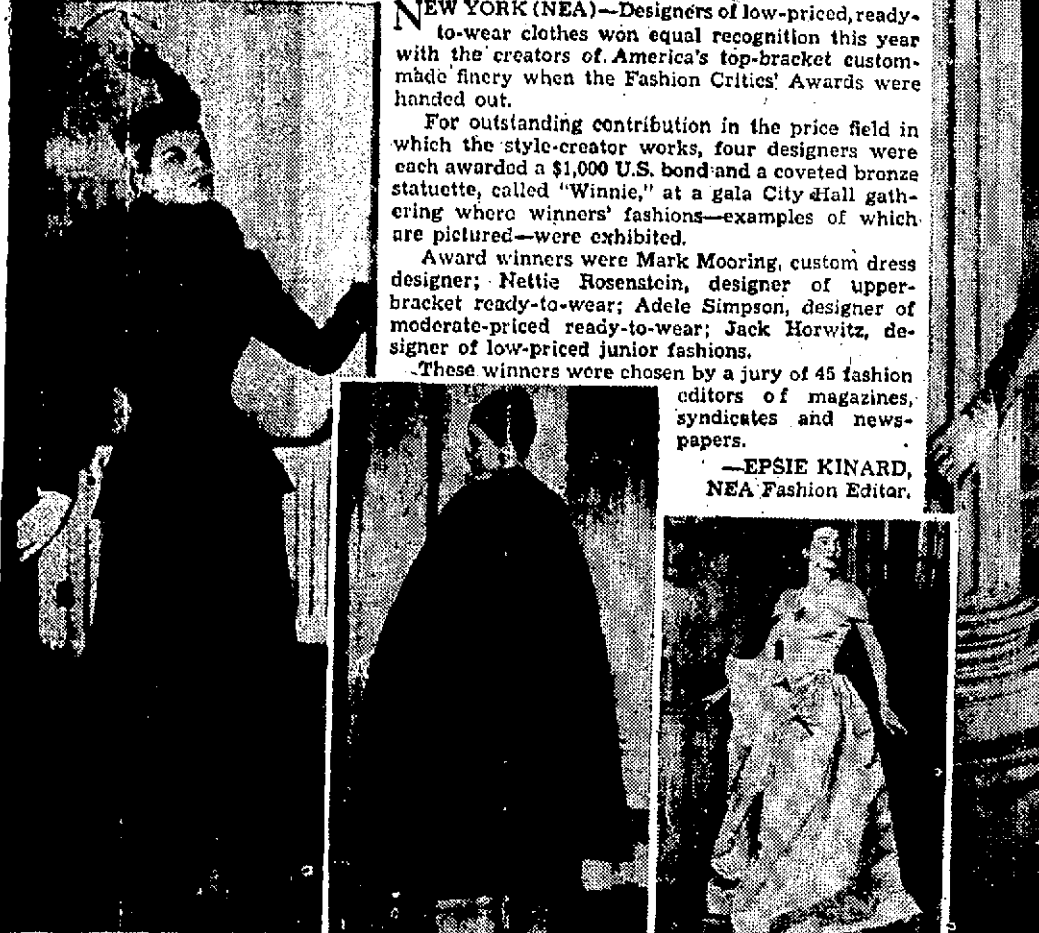 NEW YORK (NEA)—Designers of low-priced, ready-
to-wear clothes won equal recognition this year
with the creators of America's top-bracket custom-
made finery when the Fashion Critics' Awards were
handed out.
For outstanding contribution in the price field in
which the style-creator works, four designers were
each awarded a $1,000 U.S. bond and a coveted bronze
statuette, called "Winnie," at a gala City Hall gath-
ering where winners' fashions—examples of which
are pictured—were exhibited.
Award winners were Mark Mooring, custom dress
designer; Nettie Rosenstein, designer of upper-
bracket ready-to-wear; Adele Simpson, designer of
moderate-priced ready-to-wear; Jack Horwitz, de-
signer of low-priced junior fashions.
These winners were chosen by a jury of 45 fashion
editors of magazines,
syndicates and news-
papers.
—EPSIE KINARD,
NEA Fashion Editor.